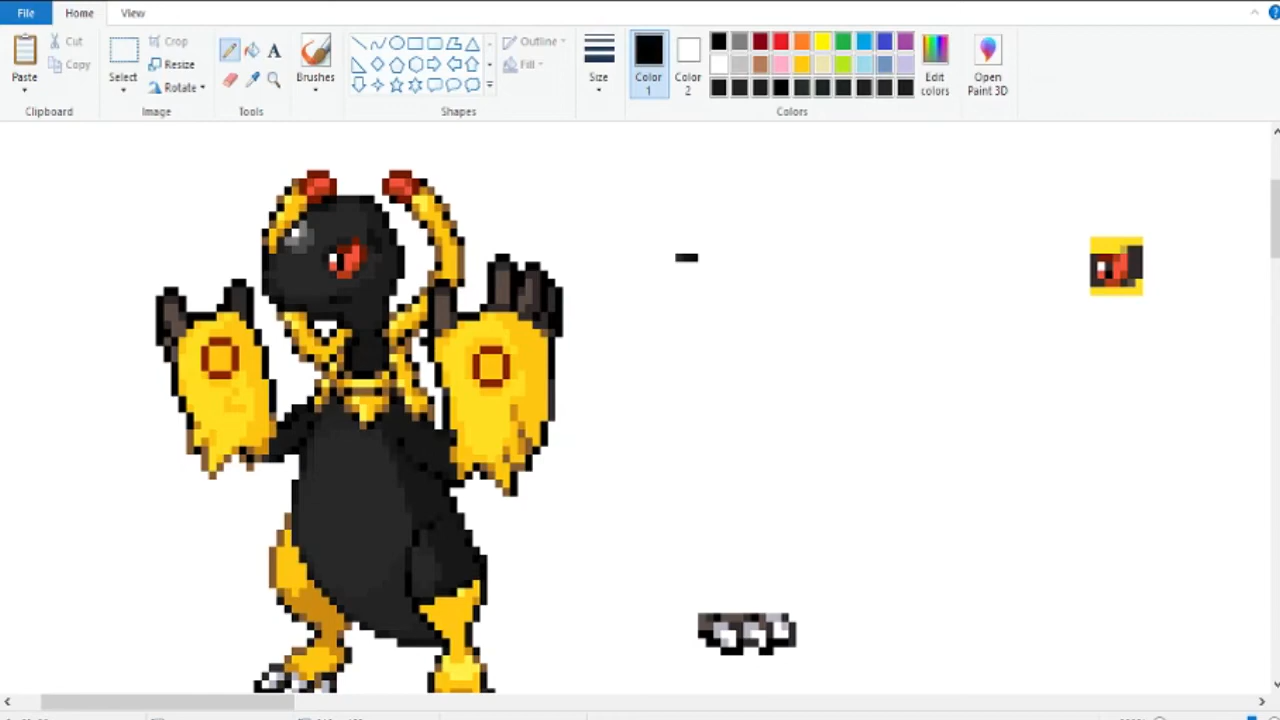 File Home View
Paste
Cut
Copy
Clipboard
Select
Crop
Resize
Rotate
Image
A
Tools
Brushes
Outline
Fill
Shapes
Size
Color 1
Color 2
Edit colors
Colors
Open Paint 3D